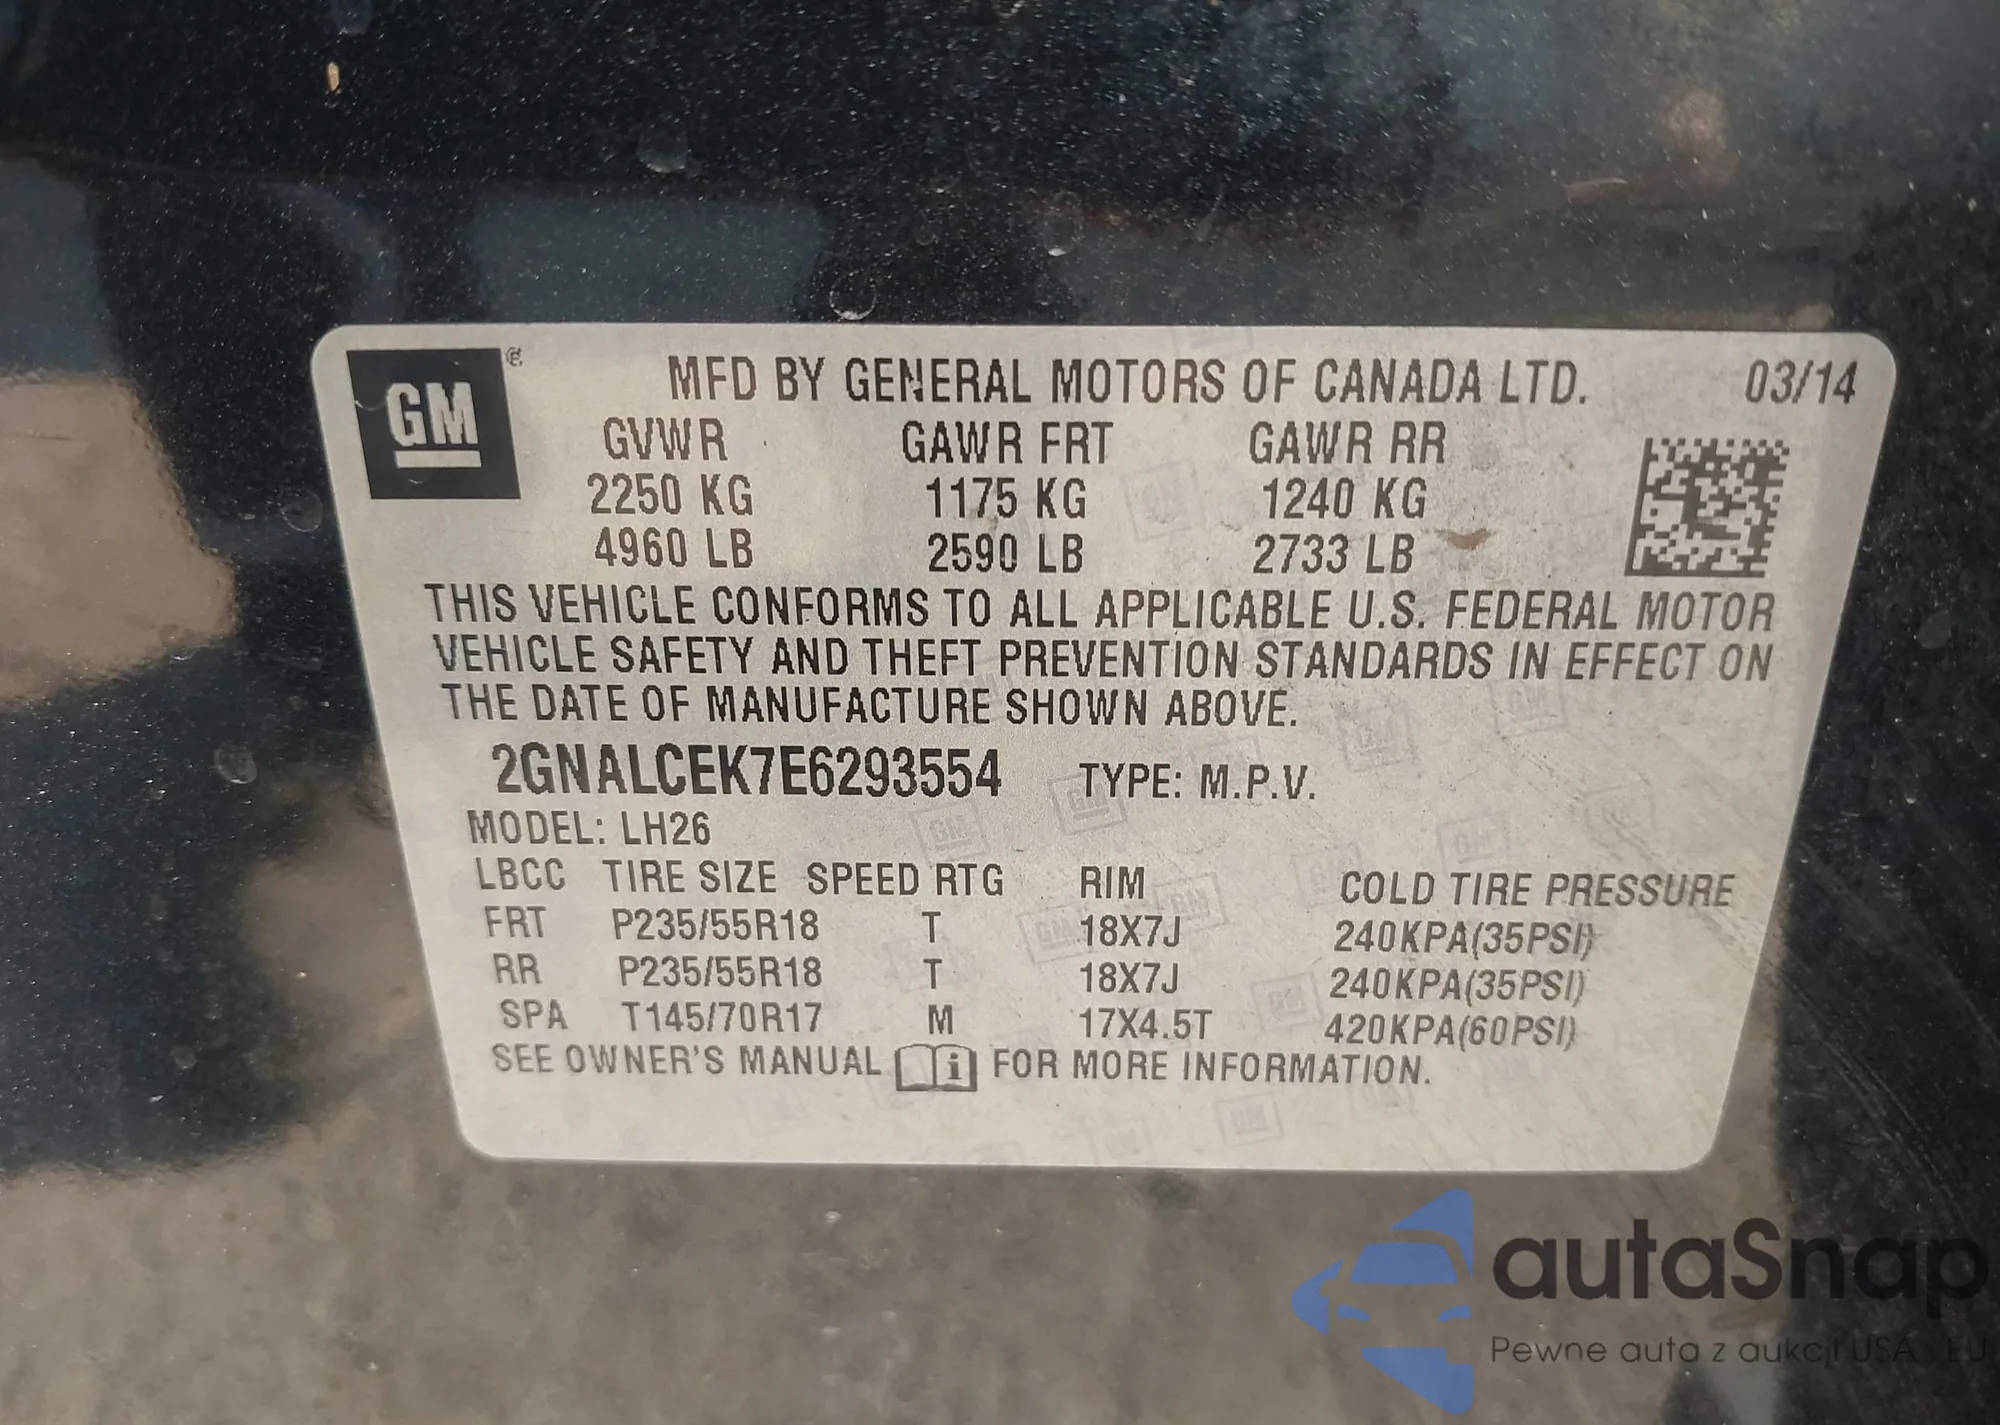 GM®
MFD BY GENERAL MOTORS OF CANADA LTD. 03/14
GVWR GAWR FRT GAWR RR
2250 KG 1175 KG 1240 KG
4960 LB 2590 LB 2733 LB
THIS VEHICLE CONFORMS TO ALL APPLICABLE U.S. FEDERAL MOTOR
VEHICLE SAFETY AND THEFT PREVENTION STANDARDS IN EFFECT ON
THE DATE OF MANUFACTURE SHOWN ABOVE.
2GNALCEK7E6293554 TYPE: M.P.V.
MODEL: LH26
LBCC TIRE SIZE SPEED RTG RIM COLD TIRE PRESSURE
FRT P235/55R18 T 18X7J 240KPA(35PSI)
RR P235/55R18 T 18X7J 240KPA(35PSI)
SPA T145/70R17 M 17X4.5T 420KPA(60PSI)
SEE OWNER'S MANUAL i FOR MORE INFORMATION.
autaSnap
Pewne auta z aukcji USA i EU